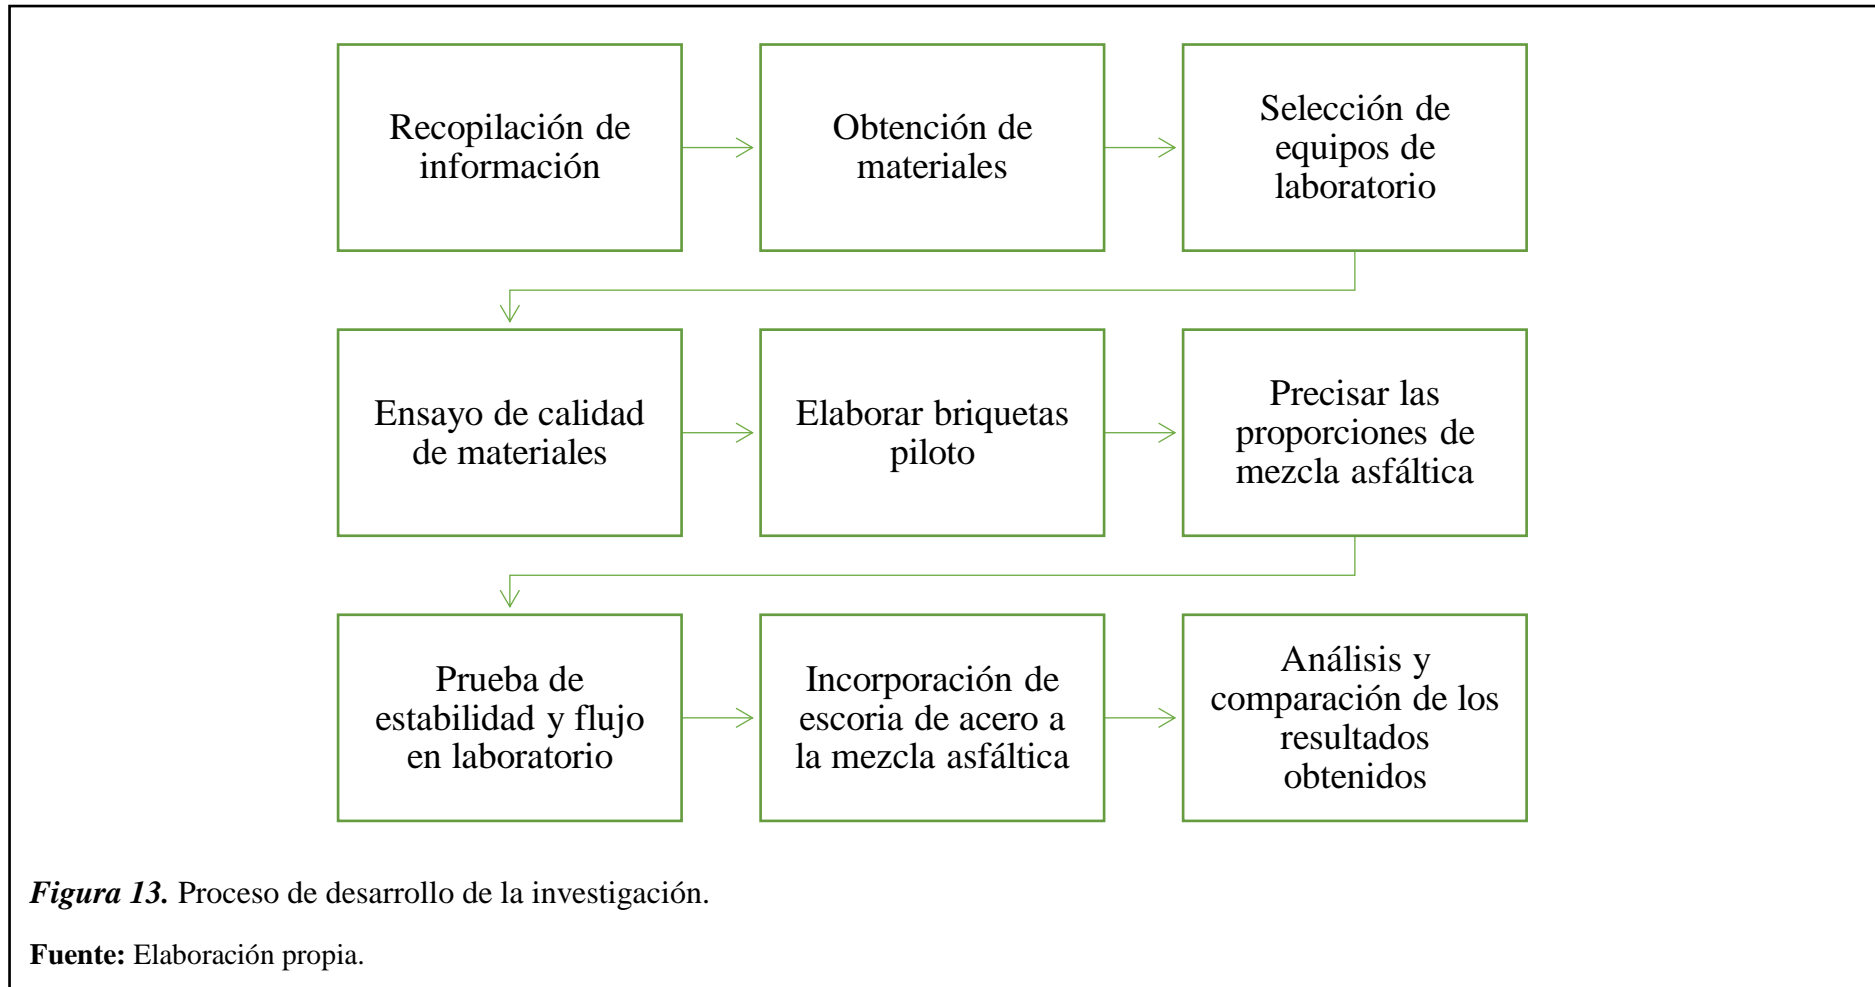 Recopilación de
información
Obtención de
materiales
Selección de
equipos de
laboratorio
Ensayo de calidad
de materiales
Elaborar briquetas
piloto
Precisar las
proporciones de
mezcla asfáltica
Prueba de
estabilidad y flujo
en laboratorio
Incorporación de
escoria de acero a
la mezcla asfáltica
Análisis y
comparación de los
resultados
obtenidos
Figura 13. Proceso de desarrollo de la investigación.
Fuente: Elaboración propia.